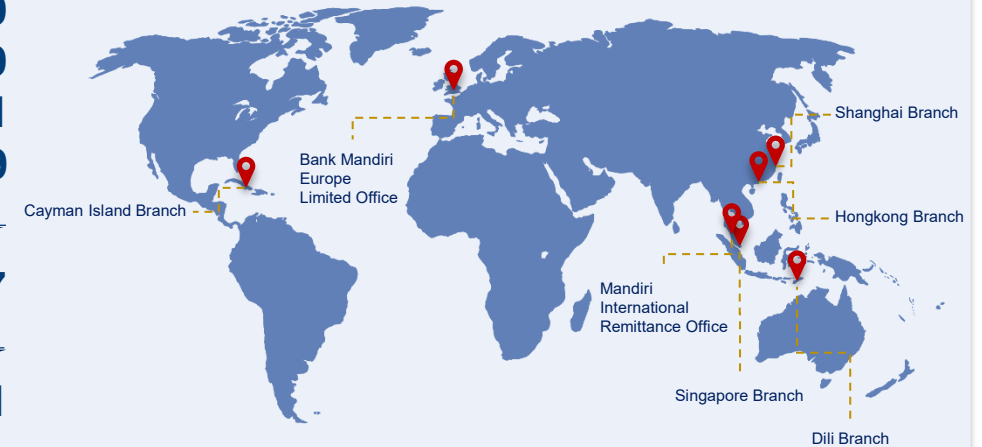 Shanghai Branch
Bank Mandiri
Europe
Limited Office
Cayman Island Branch
Hongkong Branch
Mandiri
International
Remittance Office
Singapore Branch
Dili Branch